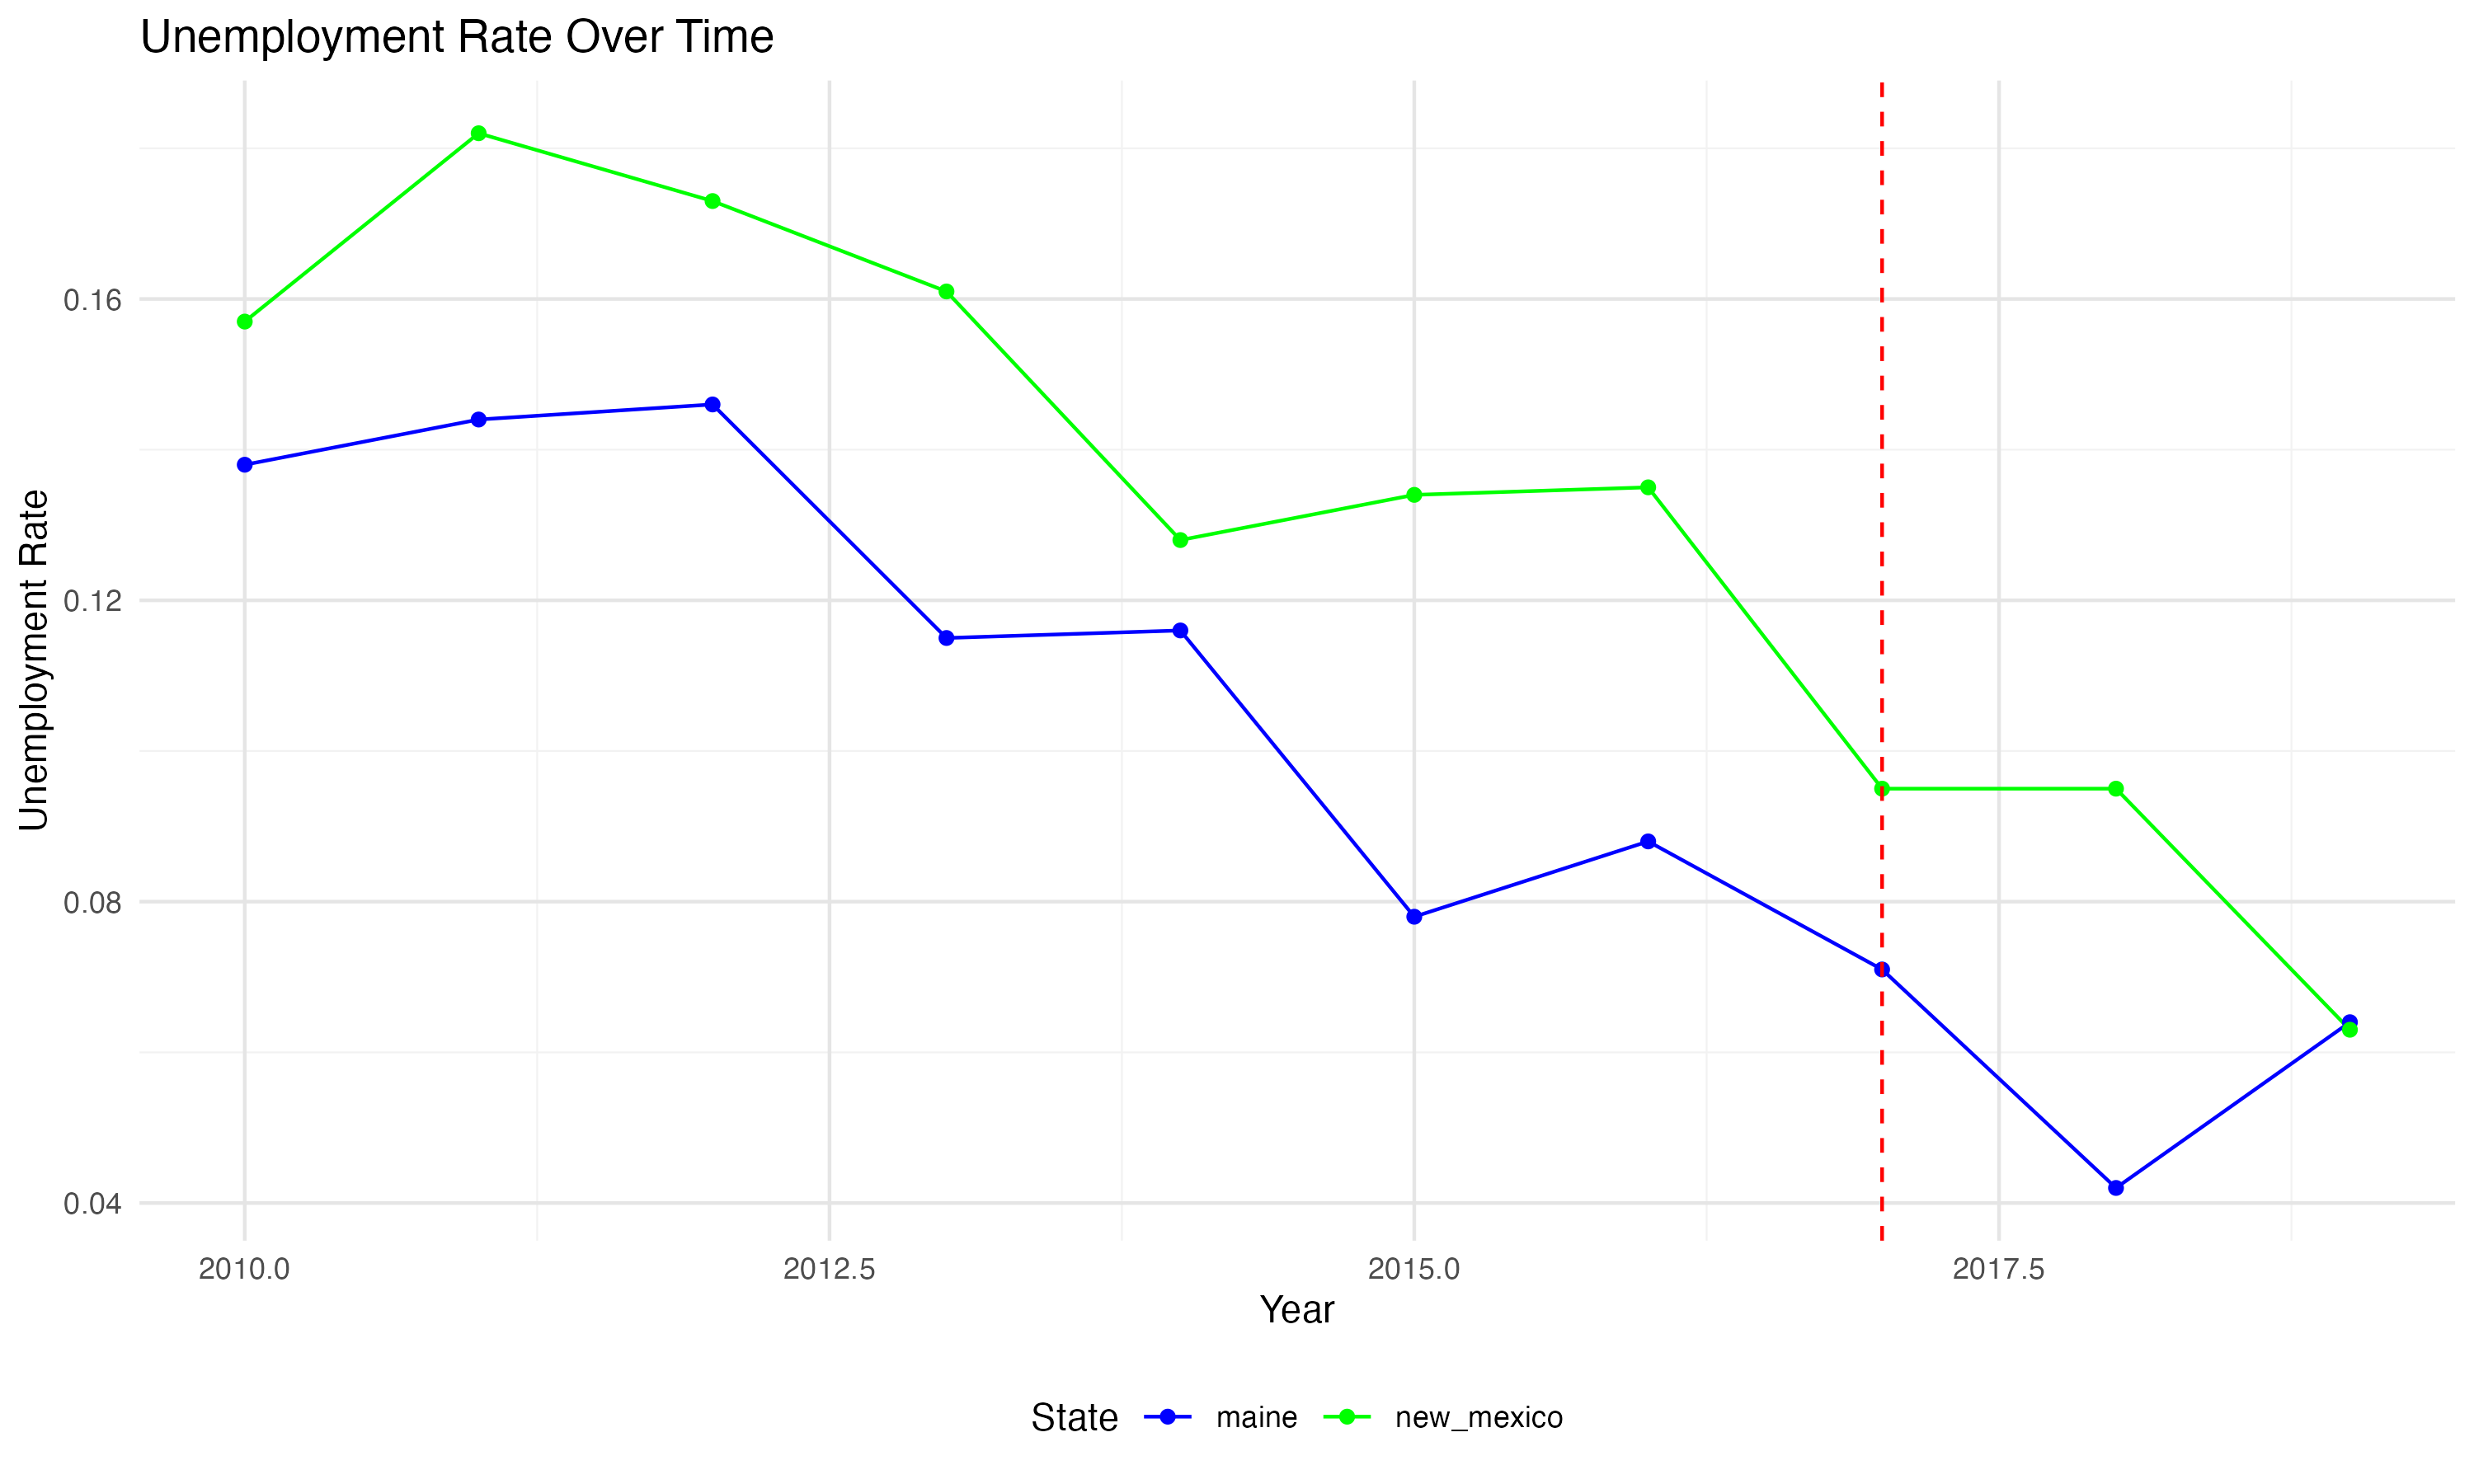 Unemployment Rate Over Time
Unemployment Rate
0.16
0.12
0.08
0.04
2010.0 2012.5 2015.0 2017.5
Year
State maine new_mexico